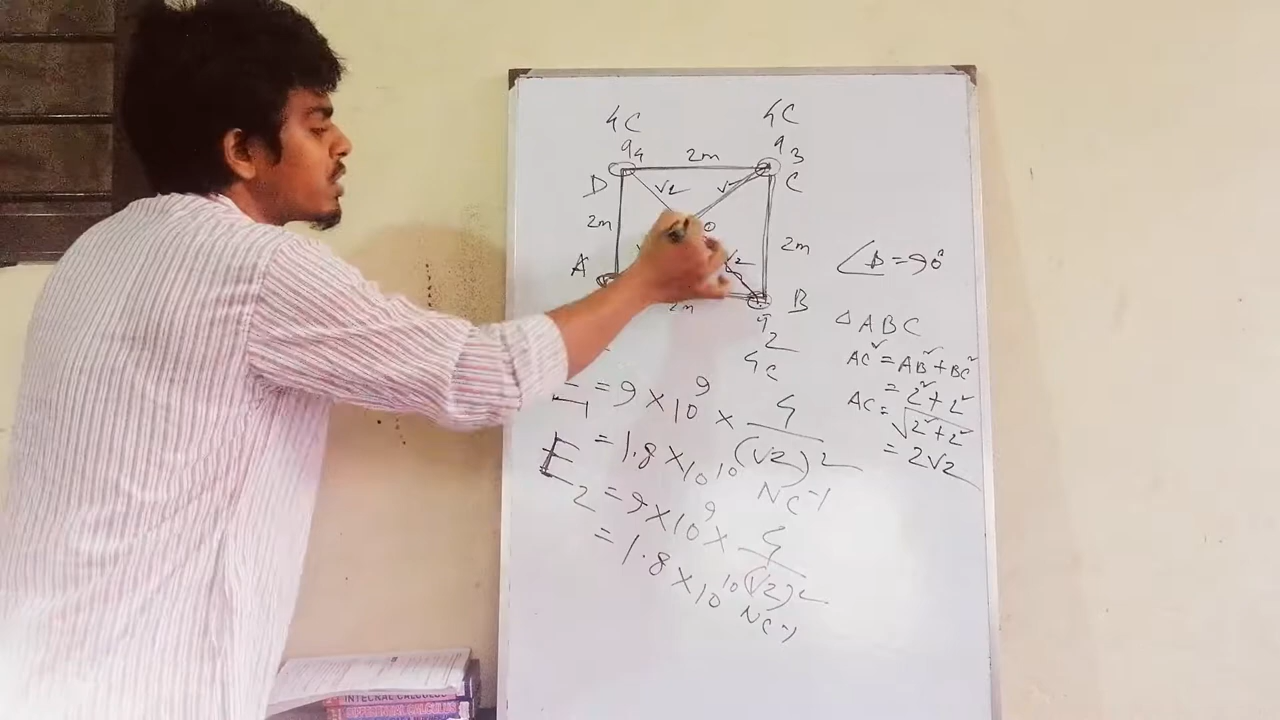 4C 4C
q4 q3
2m
D √2 √ C
2m O 2m
A √2 B
2m
q2
4C
∠B = 90°
△ABC
AC² = AB² + BC²
= 2² + 2²
AC = √2² + 2²
= 2√2
= 9 × 10⁹ × 4/(√2)²
= 1.8 × 10¹⁰ NC⁻¹
E₂ = 9 × 10⁹ × 4/(√2)²
= 1.8 × 10¹⁰ NC⁻¹
INTEGRAL CALCULUS
DIFFERENTIAL CALCULUS